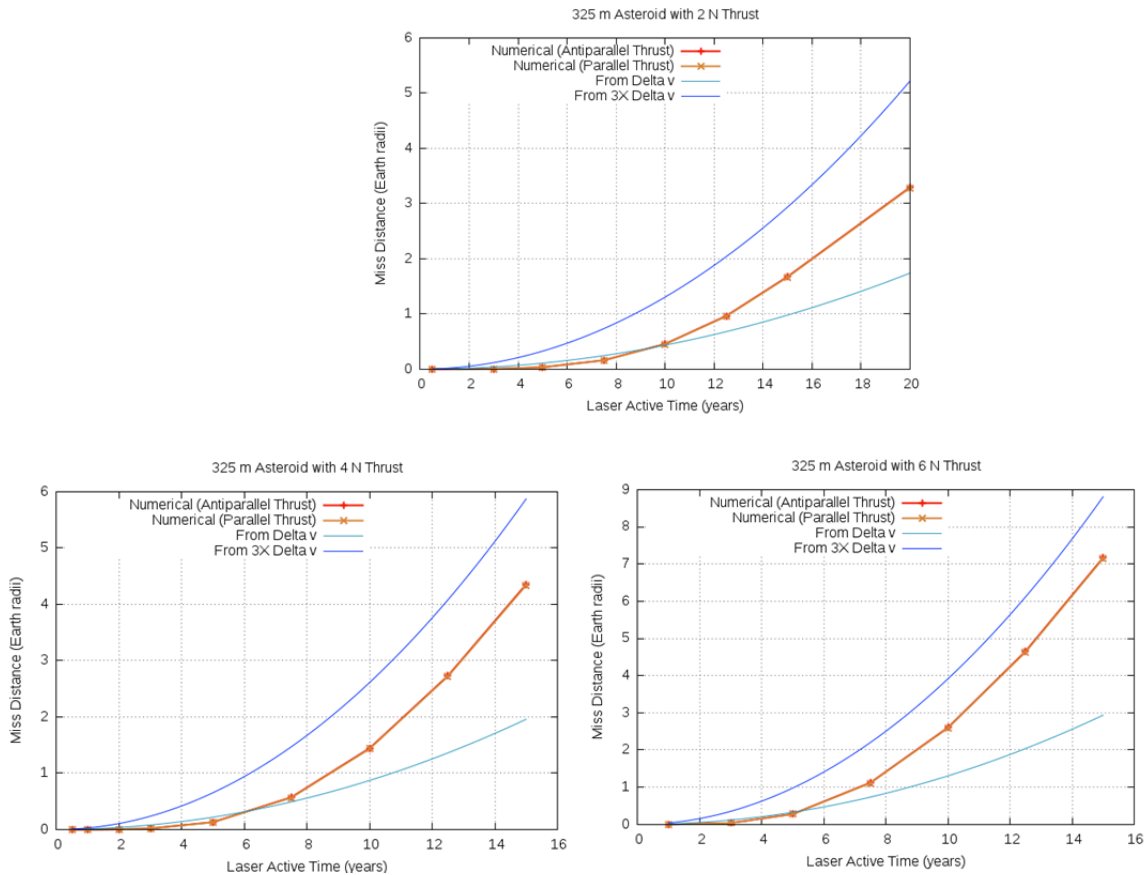 325 m Asteroid with 2 N Thrust
Numerical (Antiparallel Thrust)
Numerical (Parallel Thrust)
From Delta v
From 3X Delta v
Miss Distance (Earth radii)
6
5
4
3
2
1
0
0 2 4 6 8 10 12 14 16 18 20
Laser Active Time (years)
325 m Asteroid with 4 N Thrust
Numerical (Antiparallel Thrust)
Numerical (Parallel Thrust)
From Delta v
From 3X Delta v
Miss Distance (Earth radii)
6
5
4
3
2
1
0
0 2 4 6 8 10 12 14 16
Laser Active Time (years)
325 m Asteroid with 6 N Thrust
Numerical (Antiparallel Thrust)
Numerical (Parallel Thrust)
From Delta v
From 3X Delta v
Miss Distance (Earth radii)
9
8
7
6
5
4
3
2
1
0
0 2 4 6 8 10 12 14 16
Laser Active Time (years)